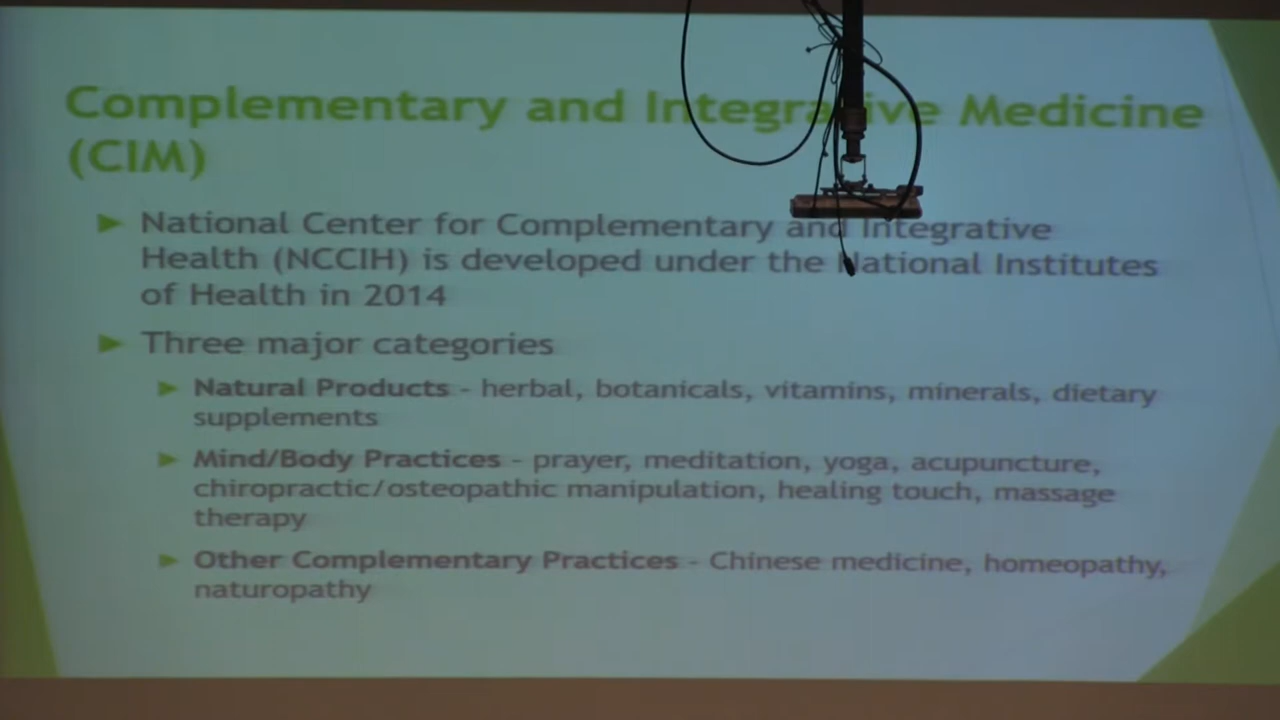 Complementary and Integrative Medicine
(CIM)
National Center for Complementary and Integrative
Health (NCCIH) is developed under the National Institutes
of Health in 2014
Three major categories
Natural Products - herbal, botanicals, vitamins, minerals, dietary
supplements
Mind/Body Practices - prayer, meditation, yoga, acupuncture,
chiropractic/osteopathic manipulation, healing touch, massage
therapy
Other Complementary Practices - Chinese medicine, homeopathy,
naturopathy